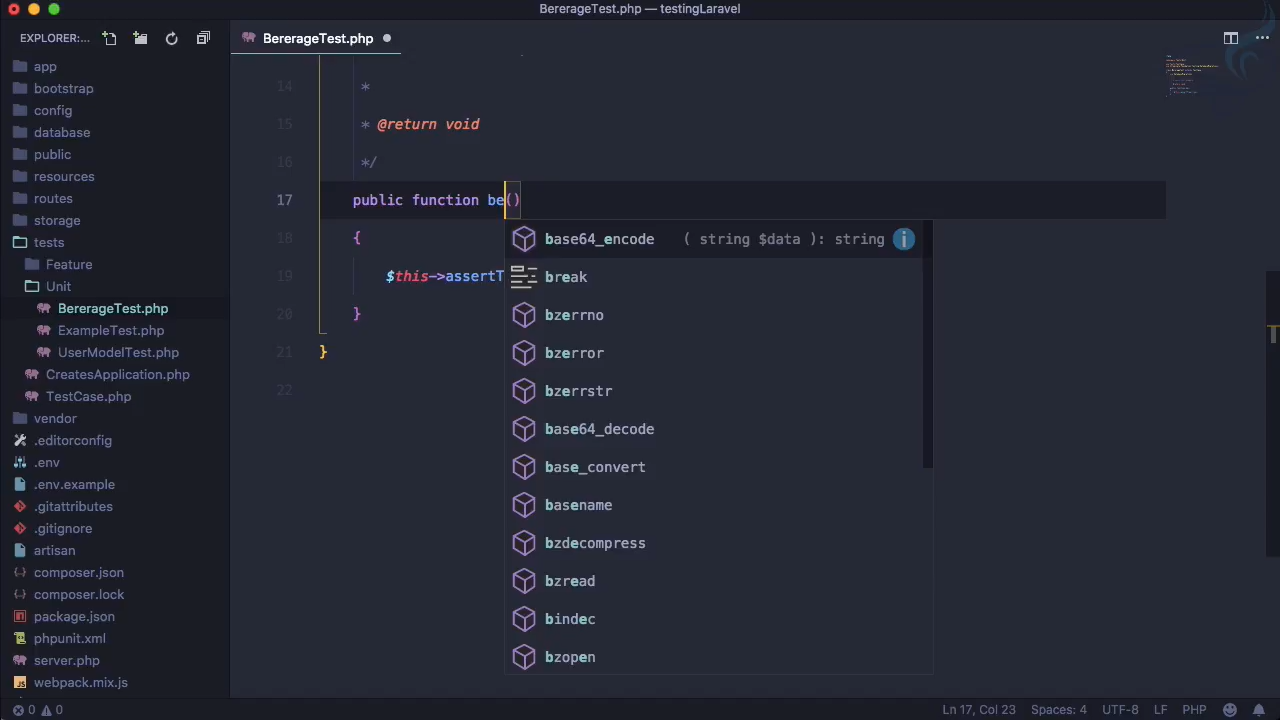 BererageTest.php — testingLaravel
EXPLORER:...
BererageTest.php
app
bootstrap
config
database
public
resources
routes
storage
tests
Feature
Unit
BererageTest.php
ExampleTest.php
UserModelTest.php
CreatesApplication.php
TestCase.php
vendor
.editorconfig
.env
.env.example
.gitattributes
.gitignore
artisan
composer.json
composer.lock
package.json
phpunit.xml
server.php
webpack.mix.js
14 *
15 * @return void
16 */
17 public function be()
18 {
19 $this->assertT
20 }
21 }
22
base64_encode ( string $data ): string
break
bzerrno
bzerror
bzerrstr
base64_decode
base_convert
basename
bzdecompress
bzread
bindec
bzopen
0 0 Ln 17, Col 23 Spaces: 4 UTF-8 LF PHP